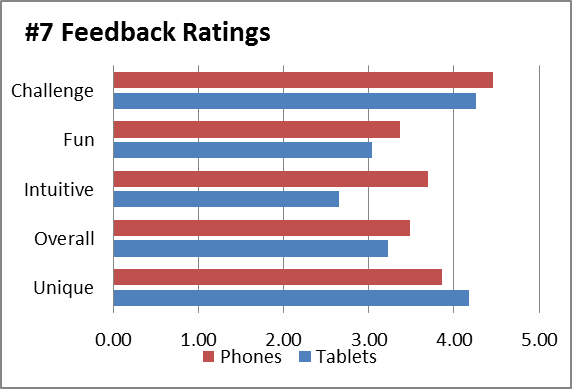 #7 Feedback Ratings
Challenge
Fun
Intuitive
Overall
Unique
0.00 1.00 2.00 3.00 4.00 5.00
Phones Tablets